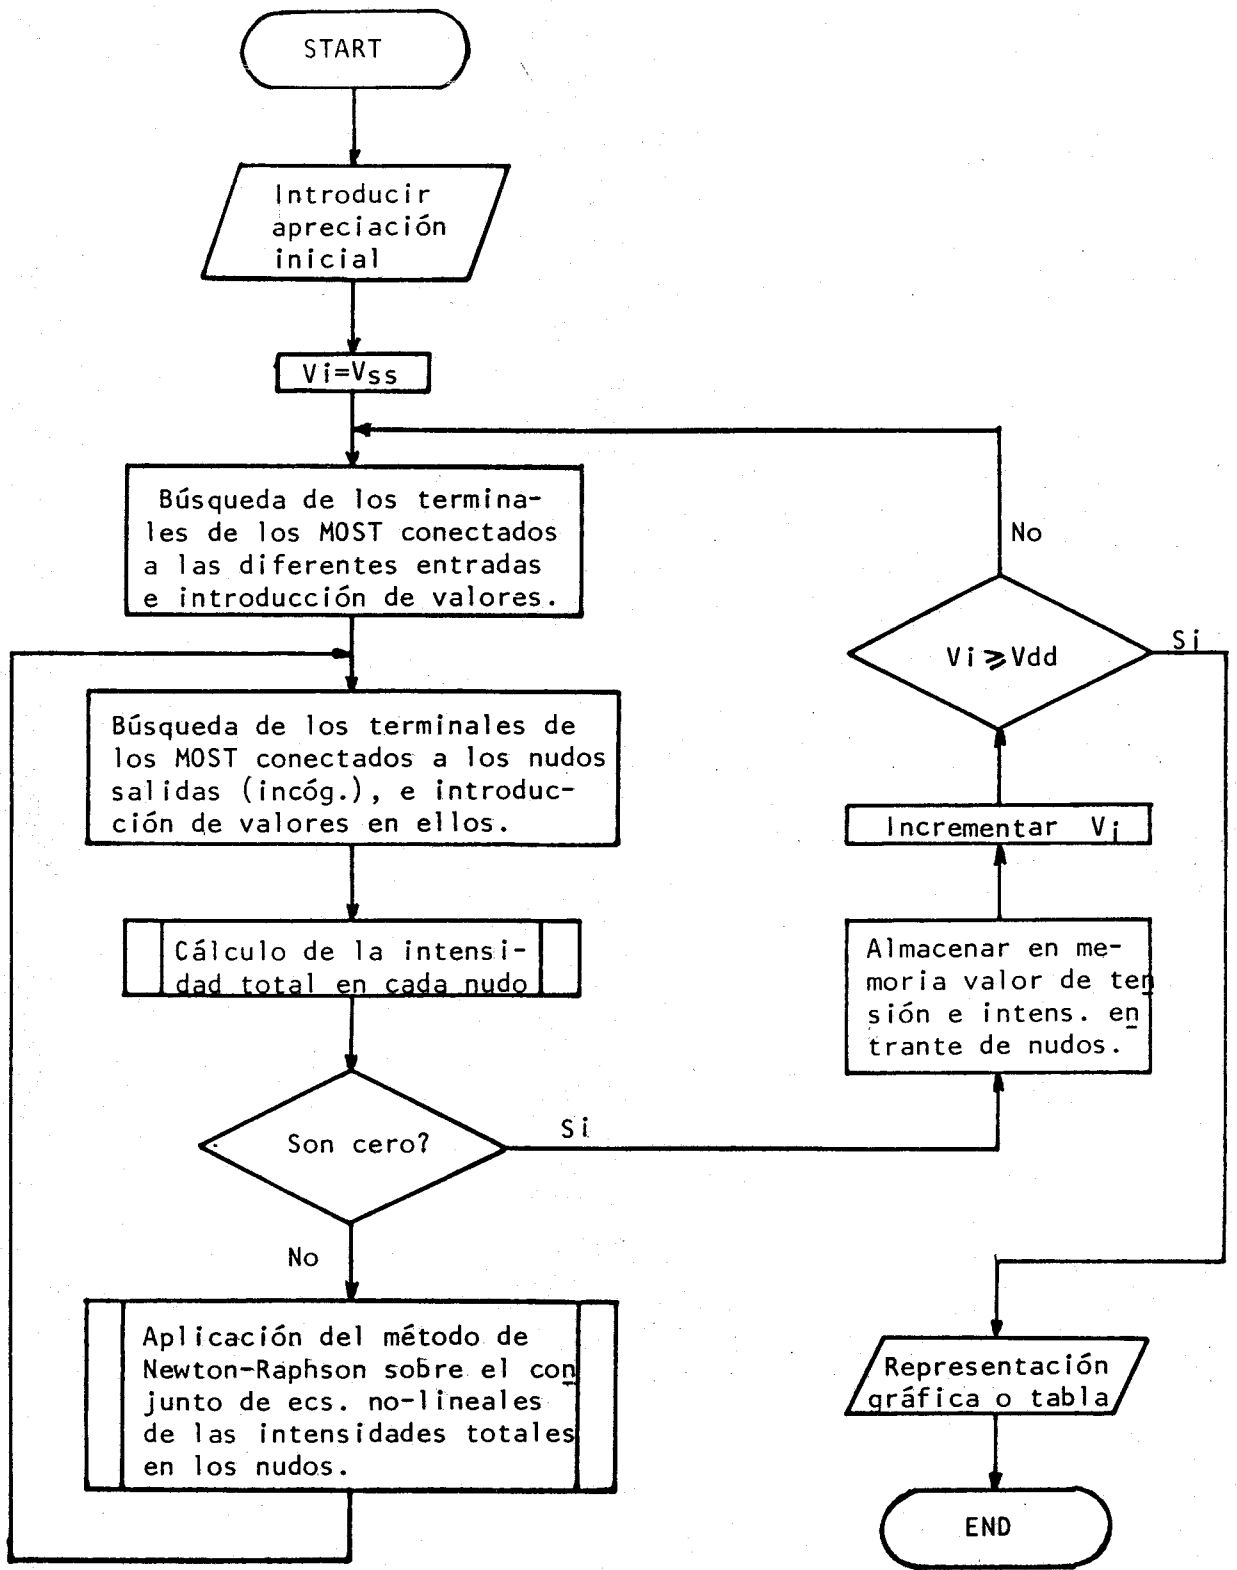 START
Introducir
apreciación
inicial
Vi=Vss
Búsqueda de los termina-
les de los MOST conectados
a las diferentes entradas
e introducción de valores.
Búsqueda de los terminales de
los MOST conectados a los nudos
salidas (incóg.), e introduc-
ción de valores en ellos.
Cálculo de la intensi-
dad total en cada nudo
Son cero?
Si
No
Aplicación del método de
Newton-Raphson sobre el con
junto de ecs. no-lineales
de las intensidades totales
en los nudos.
Almacenar en me-
moria valor de ten
sión e intens. en
trante de nudos.
Incrementar Vi
Vi⩾Vdd
No
Si
Representación
gráfica o tabla
END